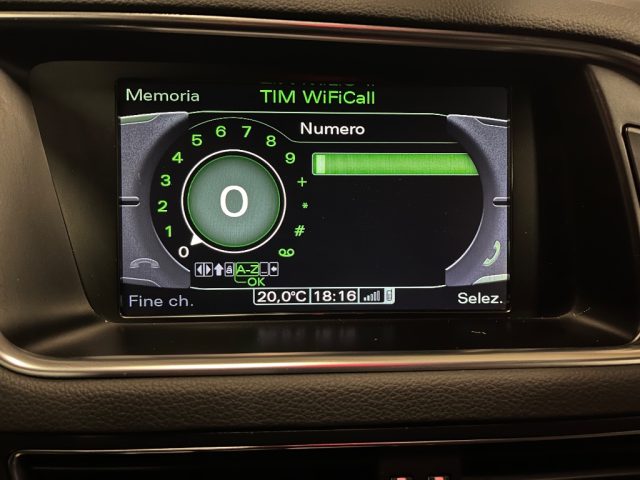 Memoria
TIM WiFiCall
Numero
0 1 2 3 4 5 6 7 8 9 + * #
0
A-Z
OK
Fine ch.
20,0°C 18:16
Selez.